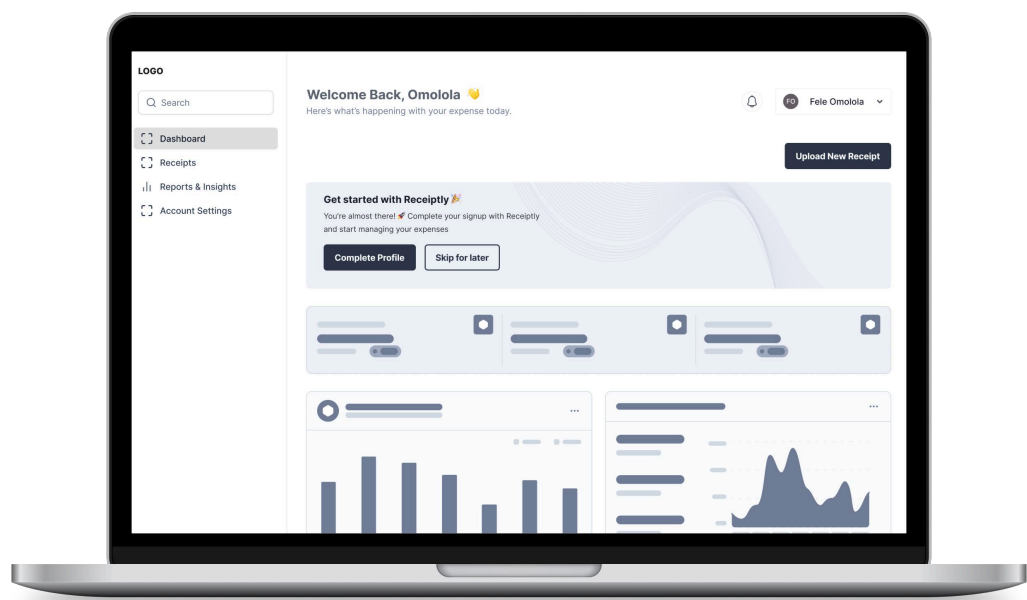 LOGO
Search
Dashboard
Receipts
Reports & Insights
Account Settings
Welcome Back, Omolola 👋
Here's what's happening with your expense today.
FO
Fele Omolola
Upload New Receipt
Get started with Receiptly 🎉
You're almost there! 🚀 Complete your signup with Receiptly
and start managing your expenses
Complete Profile
Skip for later